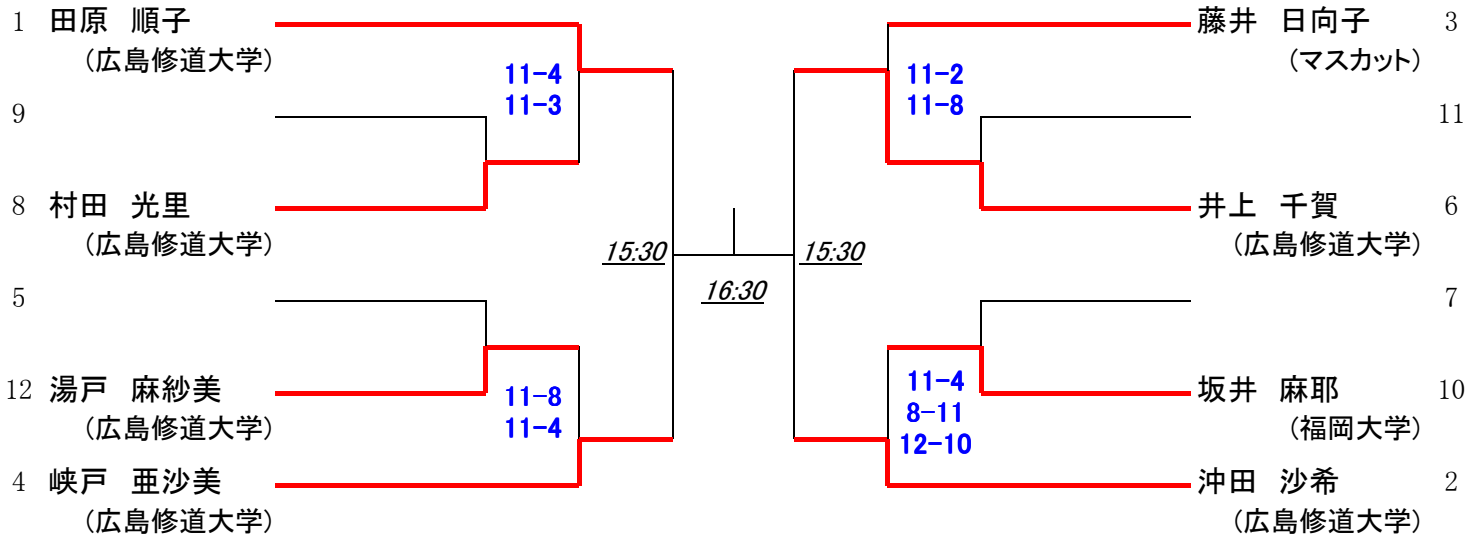 1 田原 順子
(広島修道大学)
11-4
11-3
9
8 村田 光里
(広島修道大学)
15:30
5
12 湯戸 麻紗美
(広島修道大学)
11-8
11-4
4 峡戸 亜沙美
(広島修道大学)
16:30
藤井 日向子 3
(マスカット)
11-2
11-8
11
井上 千賀 6
(広島修道大学)
15:30
7
坂井 麻耶 10
(福岡大学)
11-4
8-11
12-10
沖田 沙希 2
(広島修道大学)